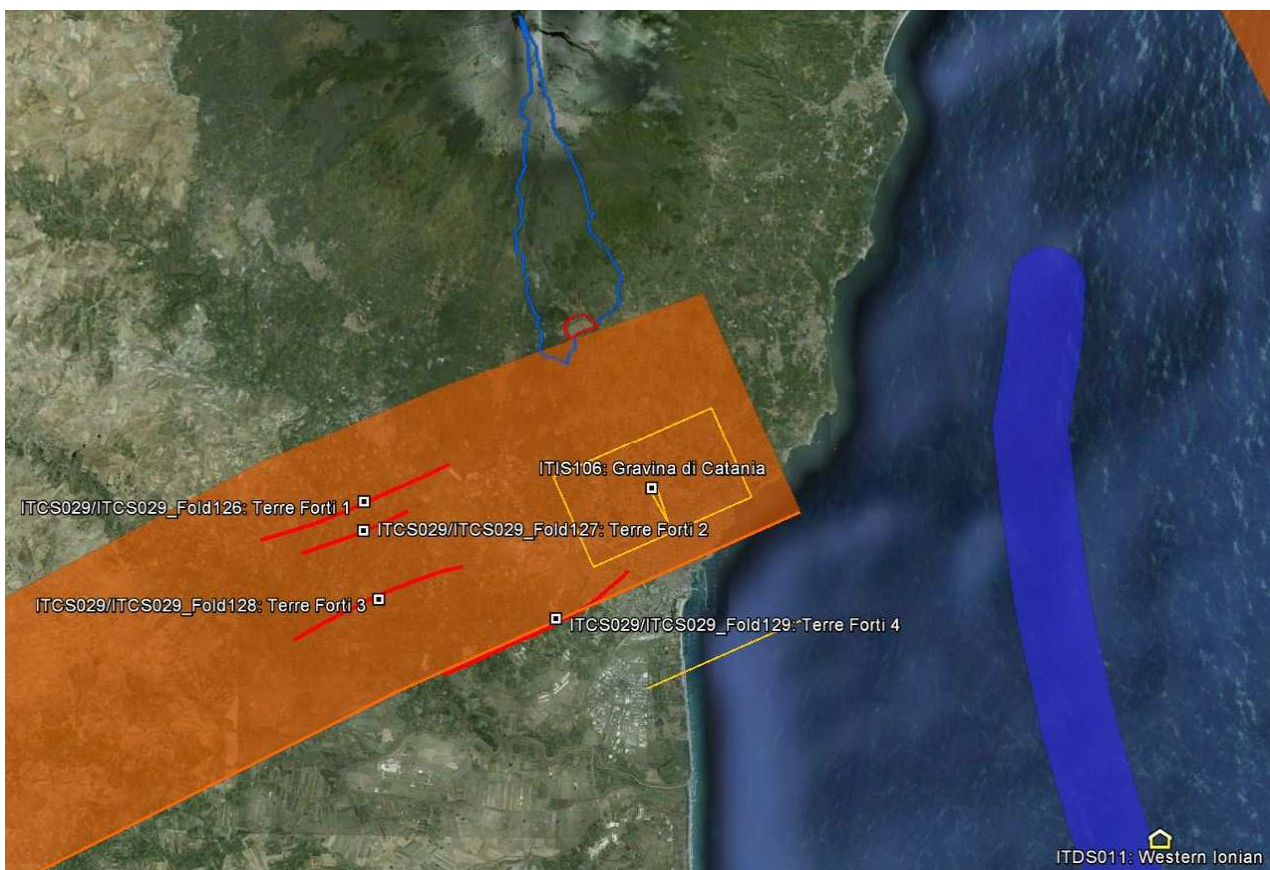 ITIS106: Gravina di Catania
ITCS029/ITCS029_Fold126: Terre Forti 1
ITCS029/ITCS029_Fold127: Terre Forti 2
ITCS029/ITCS029_Fold128: Terre Forti 3
ITCS029/ITCS029_Fold129: Terre Forti 4
ITDS011: Western Ionian